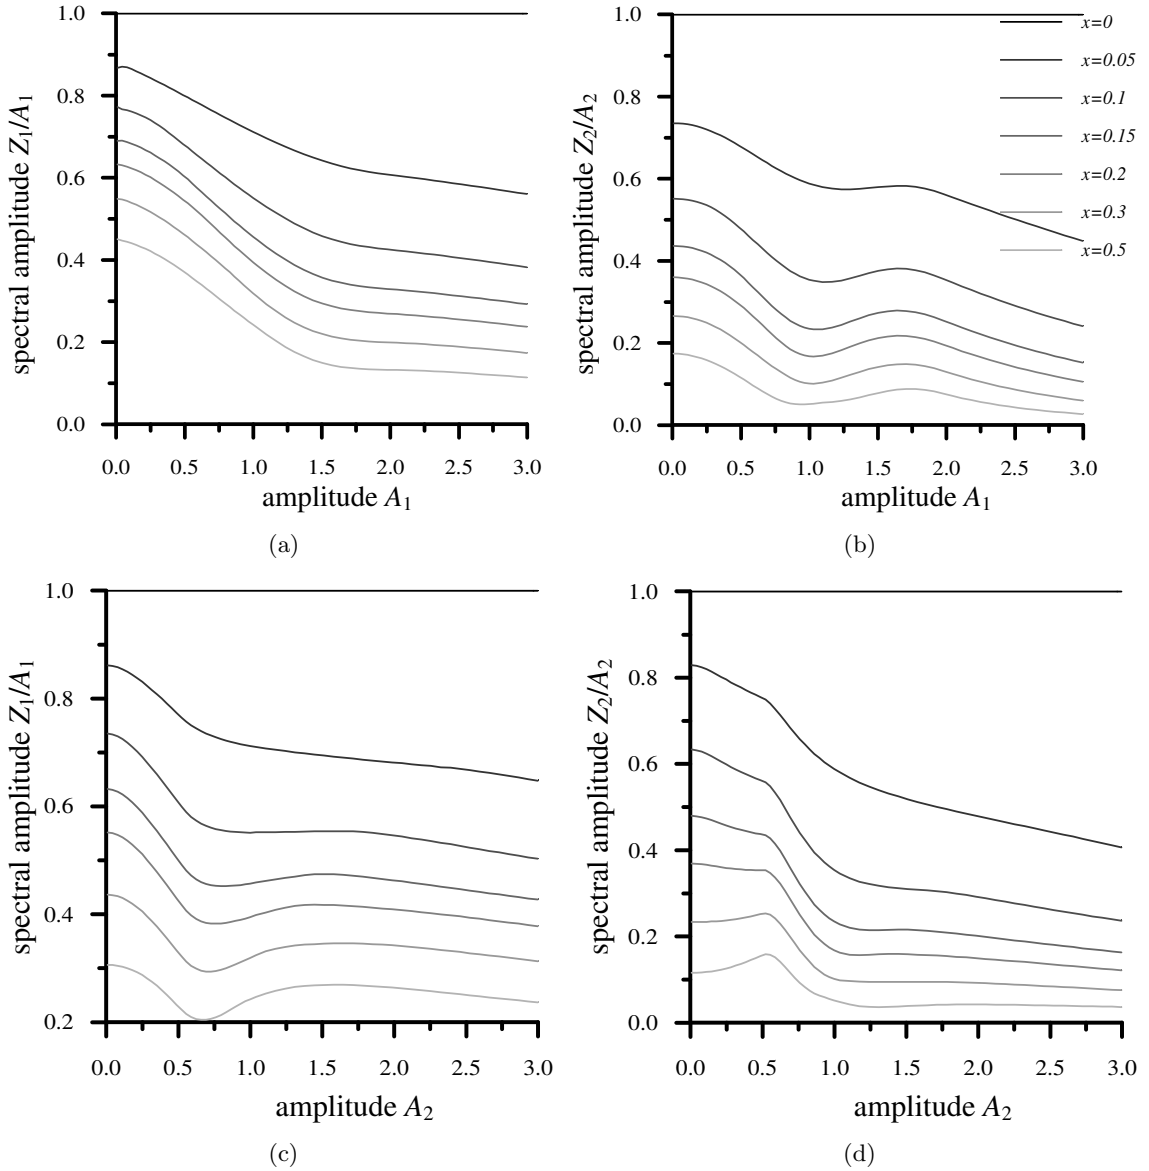 spectral amplitude Z₁/A₁
1.0
0.8
0.6
0.4
0.2
0.0
0.0 0.5 1.0 1.5 2.0 2.5 3.0
amplitude A₁
(a)
spectral amplitude Z₂/A₂
1.0
0.8
0.6
0.4
0.2
0.0
0.0 0.5 1.0 1.5 2.0 2.5 3.0
amplitude A₁
x=0
x=0.05
x=0.1
x=0.15
x=0.2
x=0.3
x=0.5
(b)
spectral amplitude Z₁/A₁
1.0
0.8
0.6
0.4
0.2
0.0 0.5 1.0 1.5 2.0 2.5 3.0
amplitude A₂
(c)
spectral amplitude Z₂/A₂
1.0
0.8
0.6
0.4
0.2
0.0
0.0 0.5 1.0 1.5 2.0 2.5 3.0
amplitude A₂
(d)